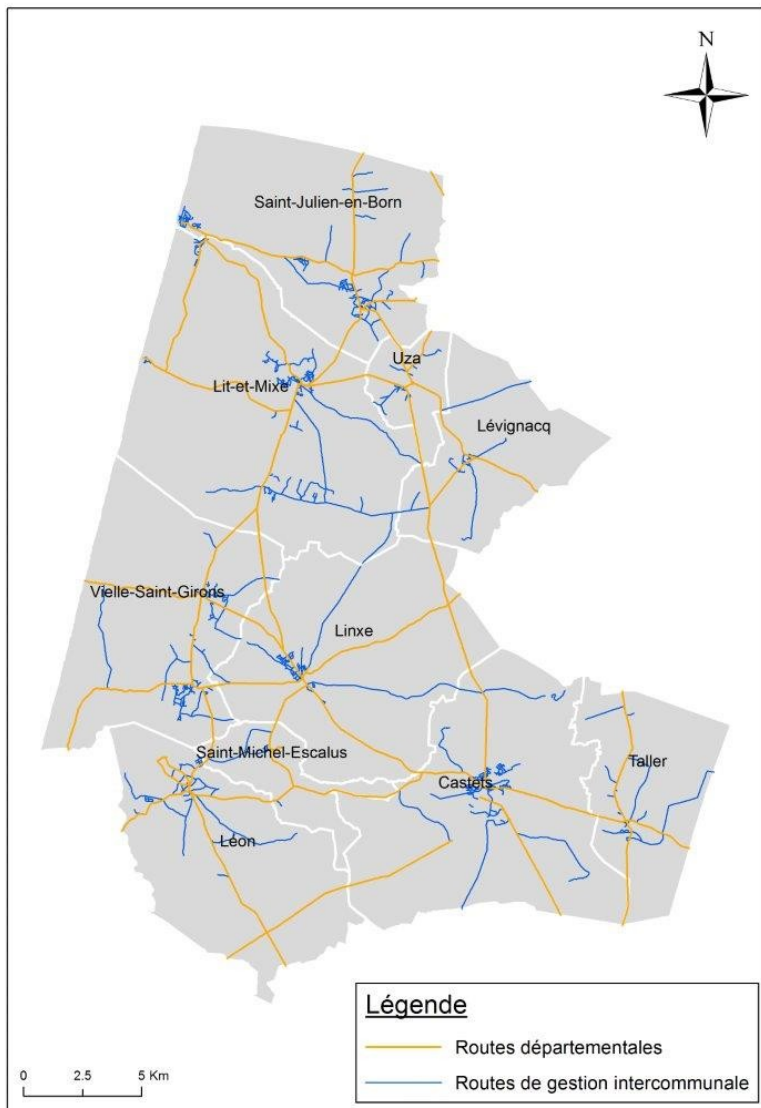 N
Saint-Julien-en-Born
Uza
Lit-et-Mixe
Lévignacq
Vielle-Saint-Girons
Linxe
Saint-Michel-Escalus
Taller
Castets
Léon
Légende
Routes départementales
Routes de gestion intercommunale
0 2.5 5 Km